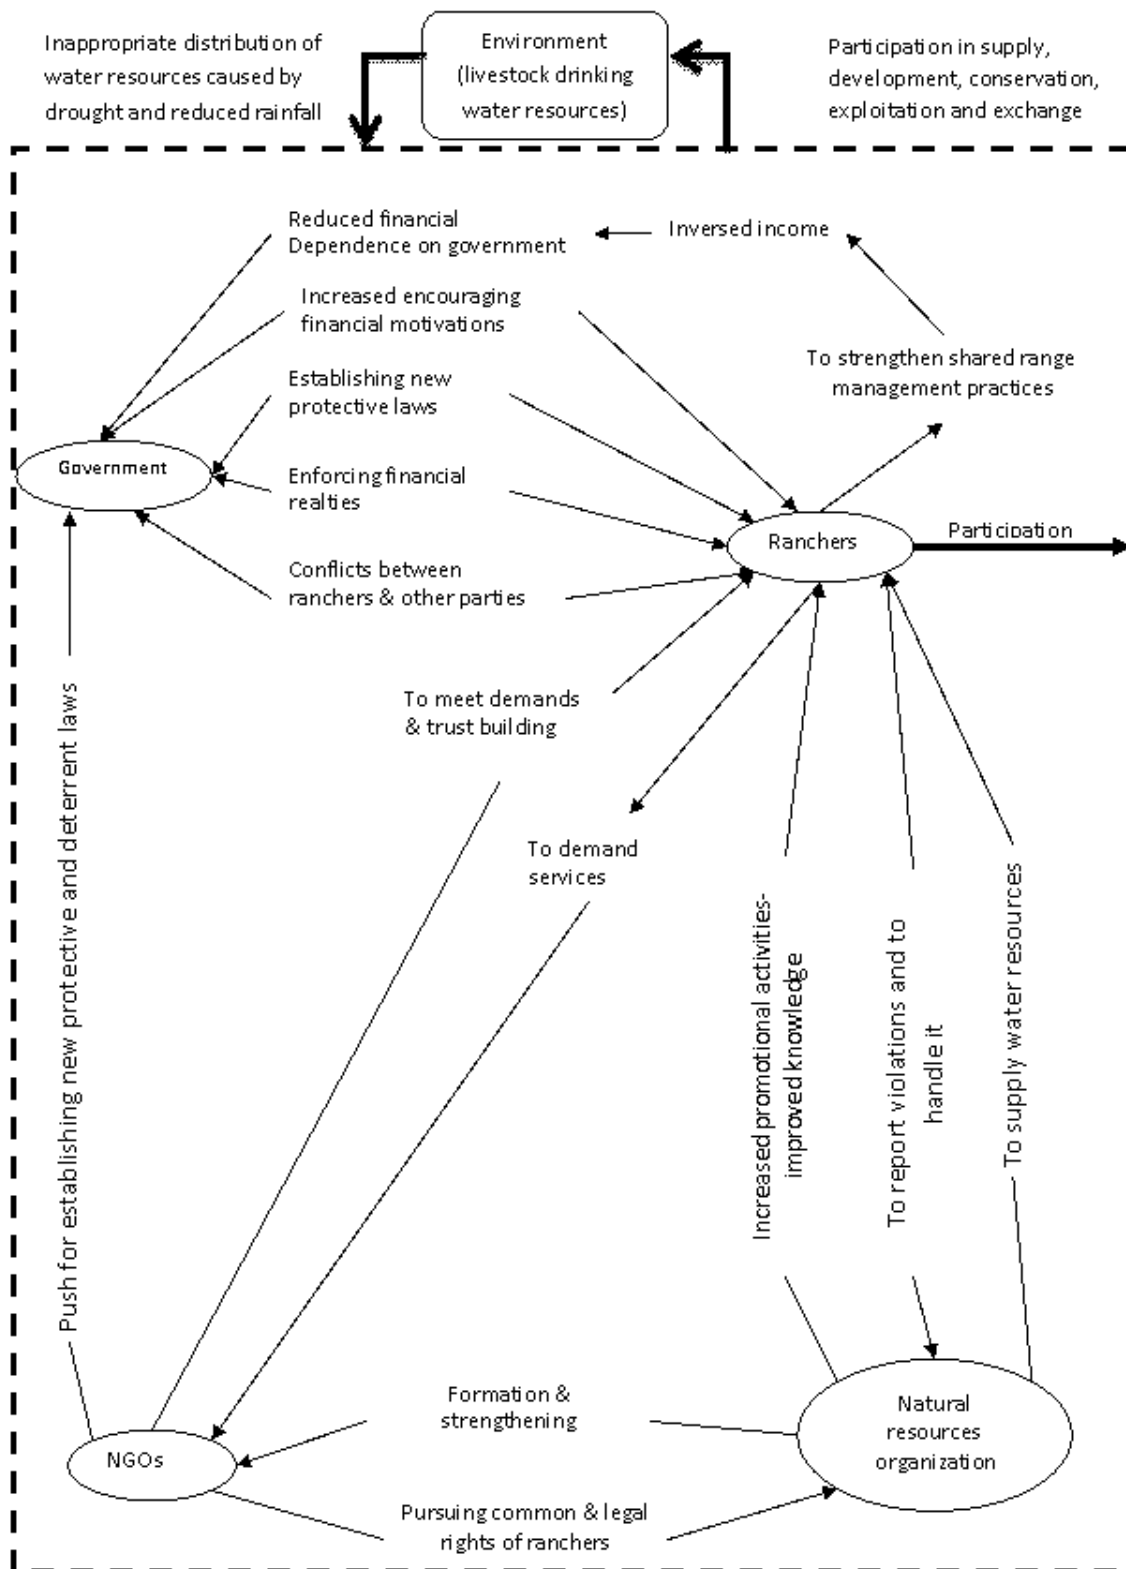 Inappropriate distribution of
water resources caused by
drought and reduced rainfall
Environment
(livestock drinking
water resources)
Participation in supply,
development, conservation,
exploitation and exchange
Reduced financial
Dependence on government
Inversed income
Increased encouraging
financial motivations
To strengthen shared range
management practices
Establishing new
protective laws
Government
Enforcing financial
realties
Ranchers
Participation
Conflicts between
ranchers & other parties
To meet demands
& trust building
To demand
services
Push for establishing new protective and deterrent laws
Increased promotional activities-
improved knowledge
To report violations and to
handle it
To supply water resources
Formation &
strengthening
Natural
resources
organization
NGOs
Pursuing common & legal
rights of ranchers